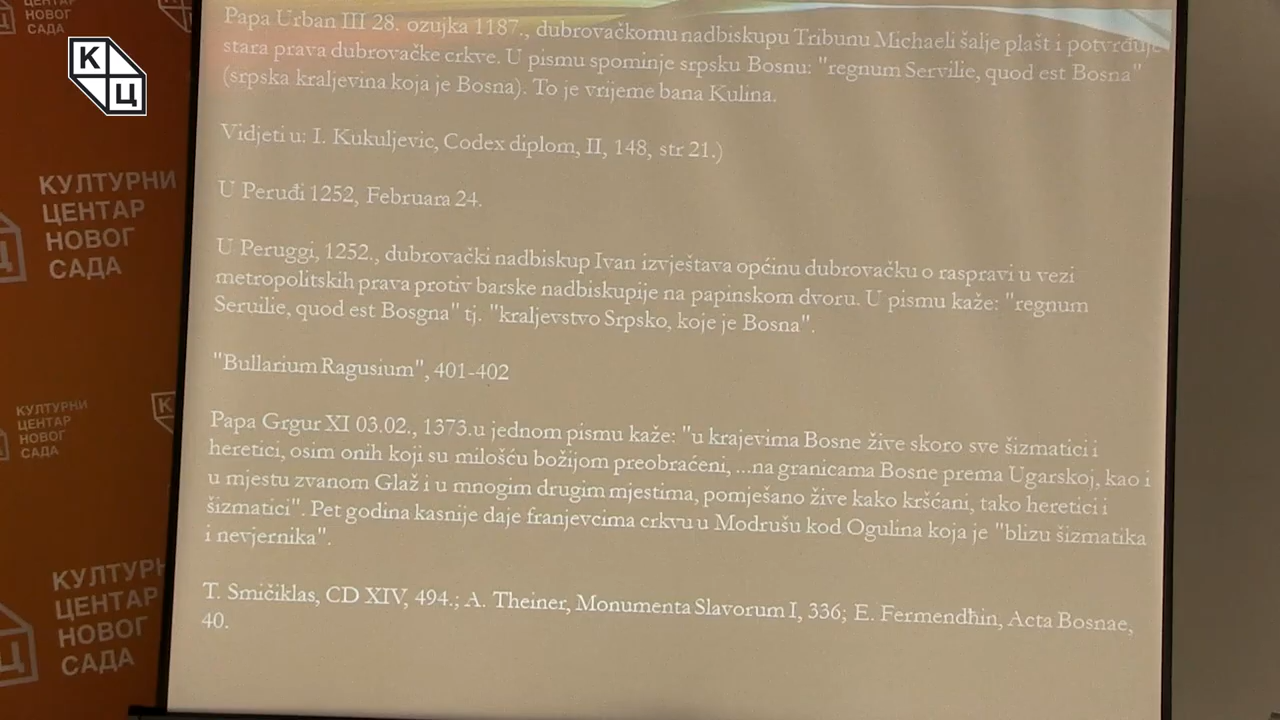 ЦЕНТАР
НОВОГ
САДА
К
Ц
КУЛТУРНИ
ЦЕНТАР
НОВОГ
САДА
Ц
КУЛТУРНИ
ЦЕНТАР
НОВОГ
САДА
К
КУЛТУРН
ЦЕНТАР
НОВОГ
САДА
Ц
Papa Urban III 28. ozujka 1187., dubrovačkomu nadbiskupu Tribunu Michaeli šalje plašt i potvrđuje
stara prava dubrovačke crkve. U pismu spominje srpsku Bosnu: "regnum Servilie, quod est Bosna"
(srpska kraljevina koja je Bosna). To je vrijeme bana Kulina.
Vidjeti u: I. Kukuljevic, Codex diplom, II, 148, str 21.)
U Peruđi 1252, Februara 24.
U Peruggi, 1252., dubrovački nadbiskup Ivan izvještava općinu dubrovačku o raspravi u vezi
metropolitskih prava protiv barske nadbiskupije na papinskom dvoru. U pismu kaže: "regnum
Seruilie, quod est Bosgna" tj. "kraljevstvo Srpsko, koje je Bosna".
"Bullarium Ragusium", 401-402
Papa Grgur XI 03.02., 1373.u jednom pismu kaže: "u krajevima Bosne žive skoro sve šizmatici i
heretici, osim onih koji su milošću božijom preobraćeni, ...na granicama Bosne prema Ugarskoj, kao i
u mjestu zvanom Glaž i u mnogim drugim mjestima, pomješano žive kako kršćani, tako heretici i
šizmatici". Pet godina kasnije daje franjevcima crkvu u Modrušu kod Ogulina koja je "blizu šizmatika
i nevjernika".
T. Smičiklas, CD XIV, 494.; A. Theiner, Monumenta Slavorum I, 336; E. Fermendħin, Acta Bosnae,
40.